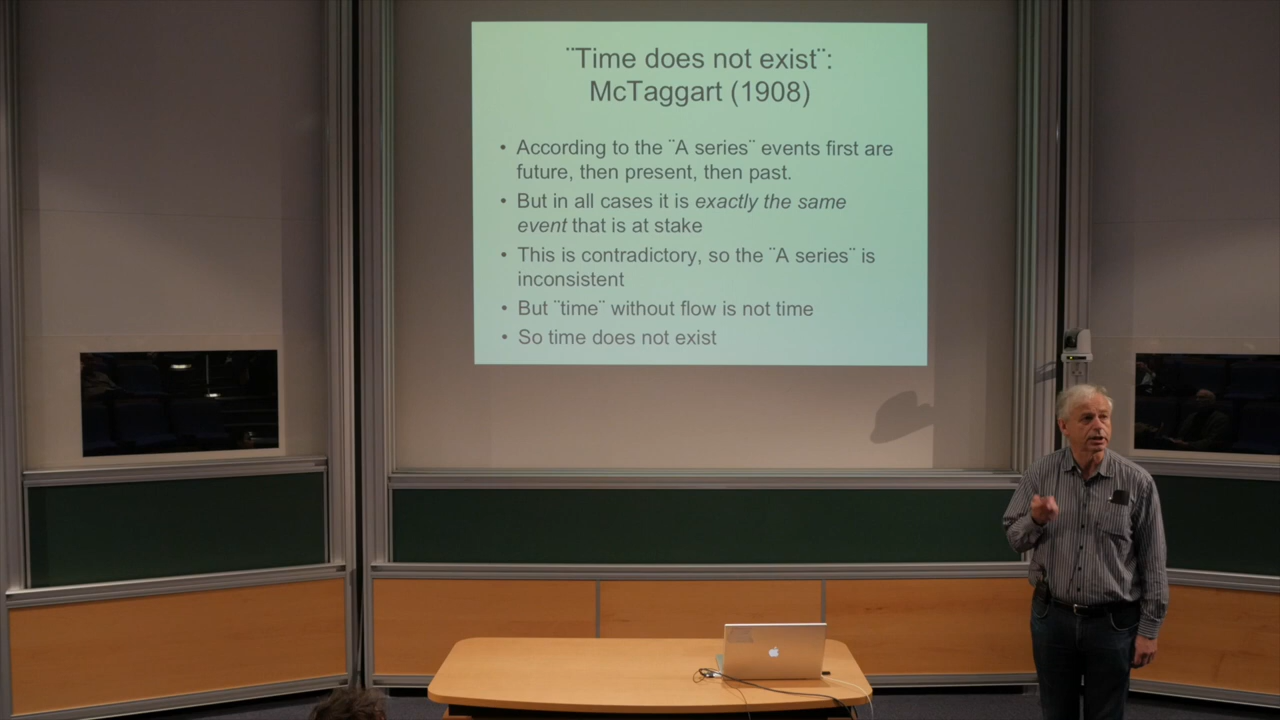 ¨Time does not exist¨:
McTaggart (1908)
• According to the ¨A series¨ events first are
future, then present, then past.
• But in all cases it is exactly the same
event that is at stake
• This is contradictory, so the ¨A series¨ is
inconsistent
• But ¨time¨ without flow is not time
• So time does not exist